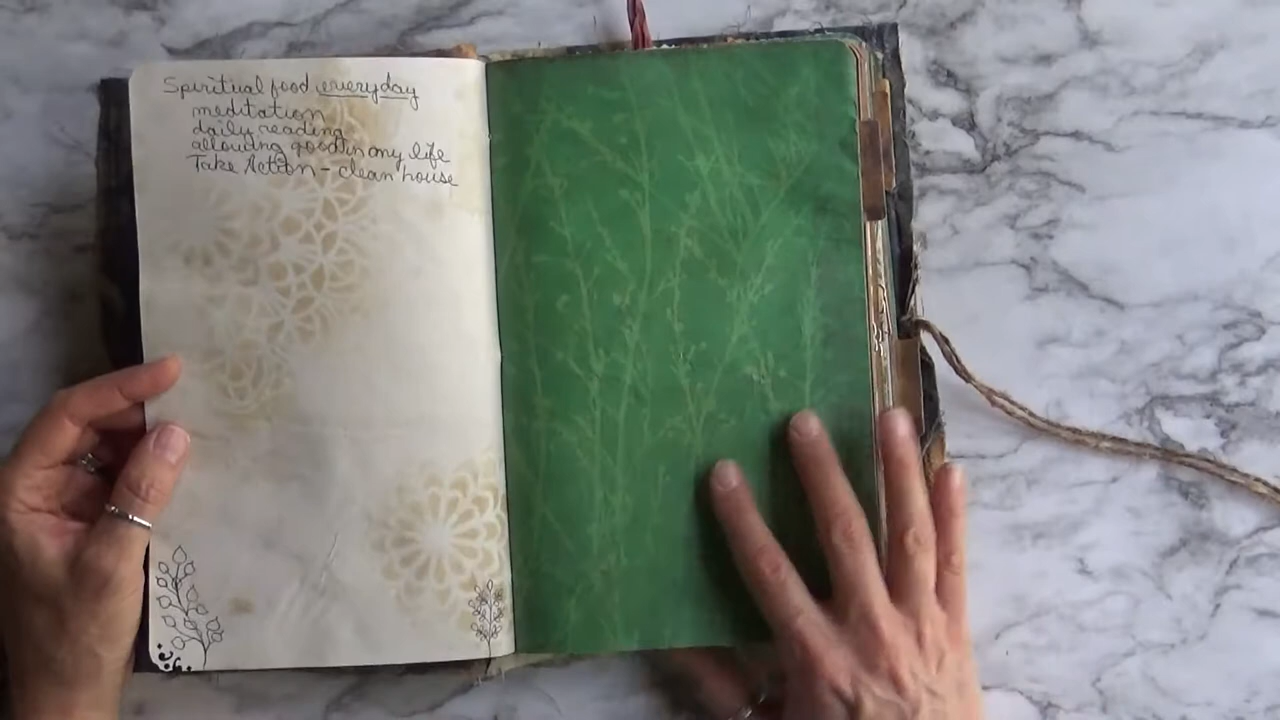 Spiritual food everyday
meditation
daily reading
allowing good in my life
Take Action - clean house